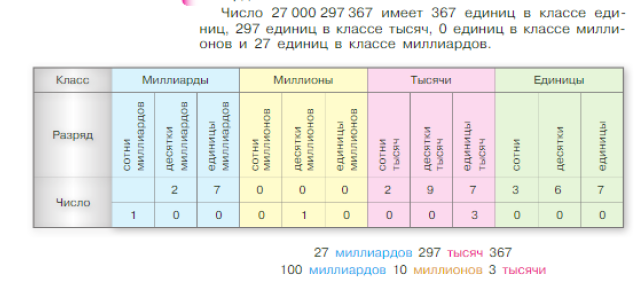 Число 27 000 297 367 имеет 367 единиц в классе еди-
ниц, 297 единиц в классе тысяч, 0 единиц в классе милли-
онов и 27 единиц в классе миллиардов.
Класс Миллиарды Миллионы Тысячи Единицы
Разряд сотни миллиардов десятки миллиардов единицы миллиардов сотни миллионов десятки миллионов единицы миллионов сотни тысяч десятки тысяч единицы тысяч сотни десятки единицы
Число 2 7 0 0 0 2 9 7 3 6 7
1 0 0 0 1 0 0 0 3 0 0 0
27 миллиардов 297 тысяч 367
100 миллиардов 10 миллионов 3 тысячи